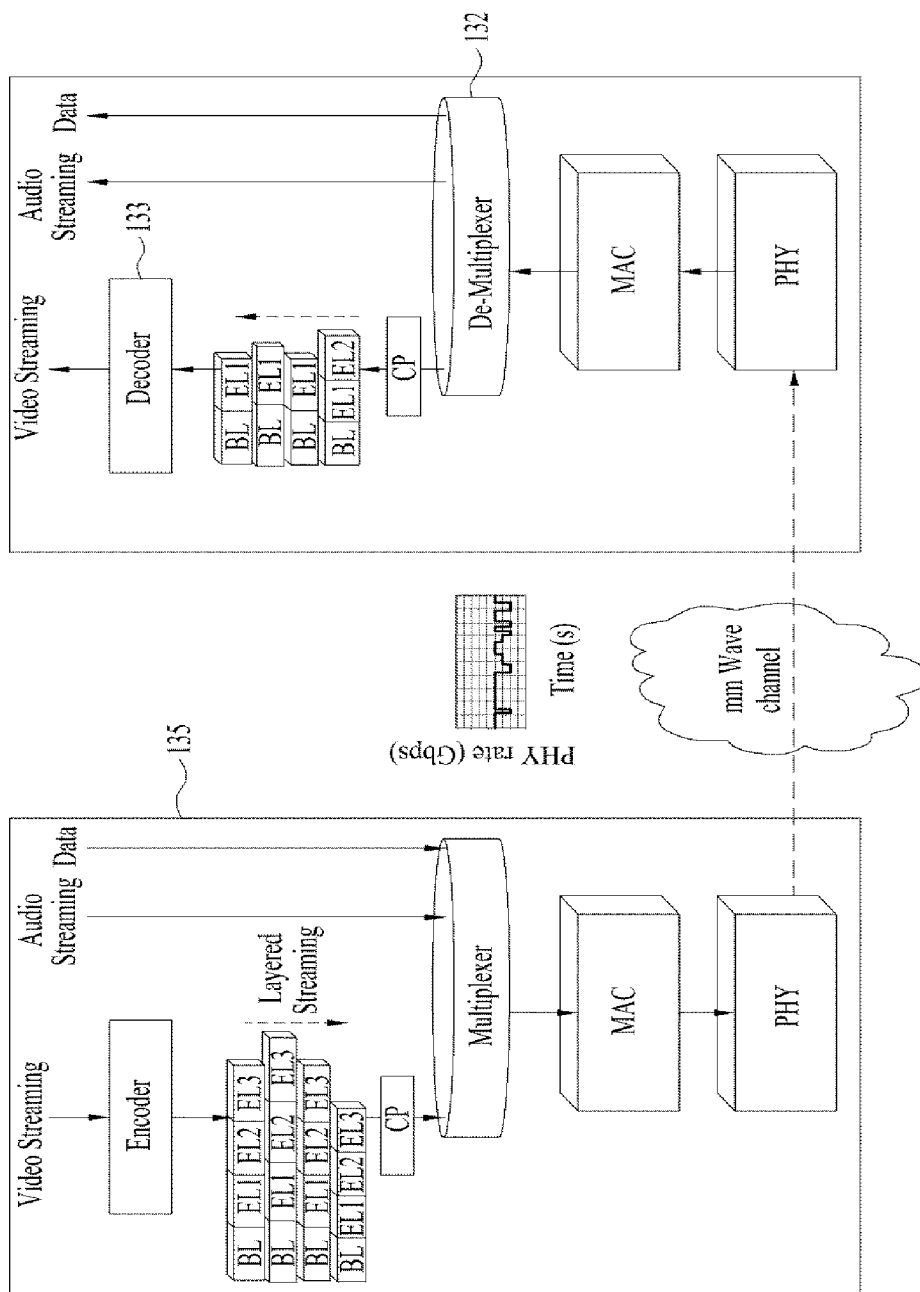 135
Video Streaming
Audio
Streaming
Data
Encoder
Layered
Streaming
BL EL1 EL2 EL3
BL EL1 EL2 EL3
BL EL1 EL2 EL3
BL EL1 EL2 EL3
CP
Multiplexer
MAC
PHY
PHY rate (Gbps)
Time (s)
mm Wave
channel
Video Streaming
Audio
Streaming
Data
133
Decoder
BL EL1
BL EL1
BL EL1
BL EL1 EL2
CP
132
De-Multiplexer
MAC
PHY